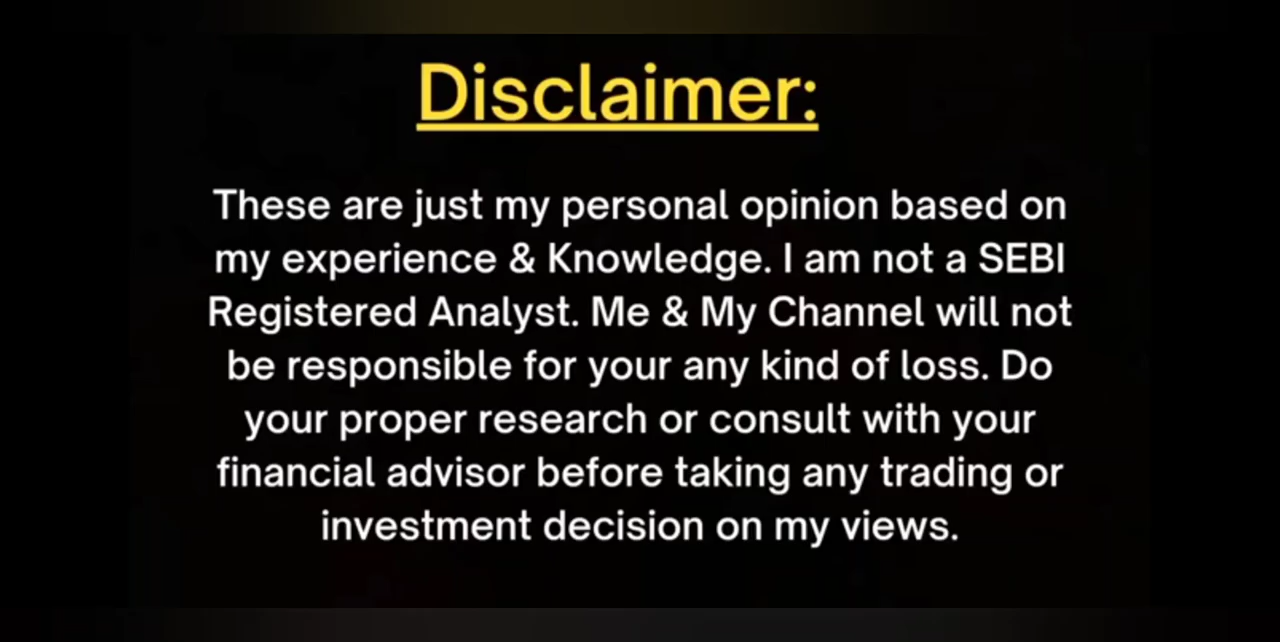 Disclaimer:
These are just my personal opinion based on
my experience & Knowledge. I am not a SEBI
Registered Analyst. Me & My Channel will not
be responsible for your any kind of loss. Do
your proper research or consult with your
financial advisor before taking any trading or
investment decision on my views.